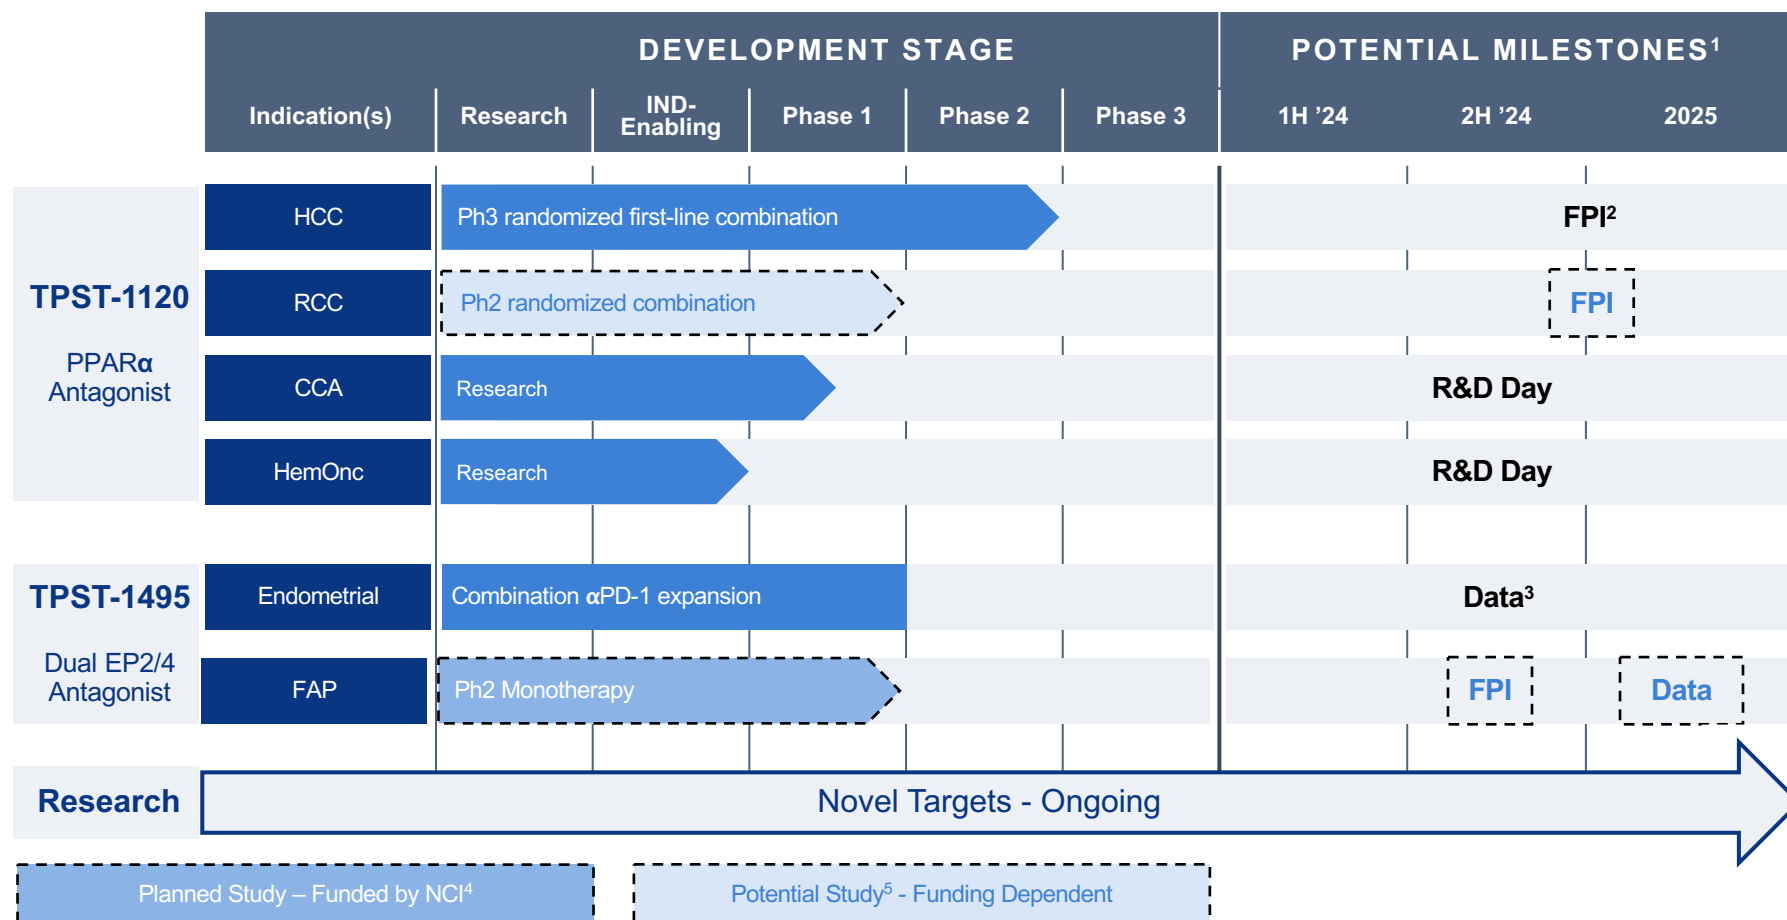 DEVELOPMENT STAGE
POTENTIAL MILESTONES¹
Indication(s)
Research
IND-
Enabling
Phase 1
Phase 2
Phase 3
1H ’24
2H ’24
2025
TPST-1120
PPARα
Antagonist
HCC
Ph3 randomized first-line combination
FPI²
RCC
Ph2 randomized combination
FPI
CCA
Research
R&D Day
HemOnc
Research
R&D Day
TPST-1495
Dual EP2/4
Antagonist
Endometrial
Combination αPD-1 expansion
Data³
FAP
Ph2 Monotherapy
FPI
Data
Research
Novel Targets - Ongoing
Planned Study – Funded by NCI⁴
Potential Study⁵ - Funding Dependent